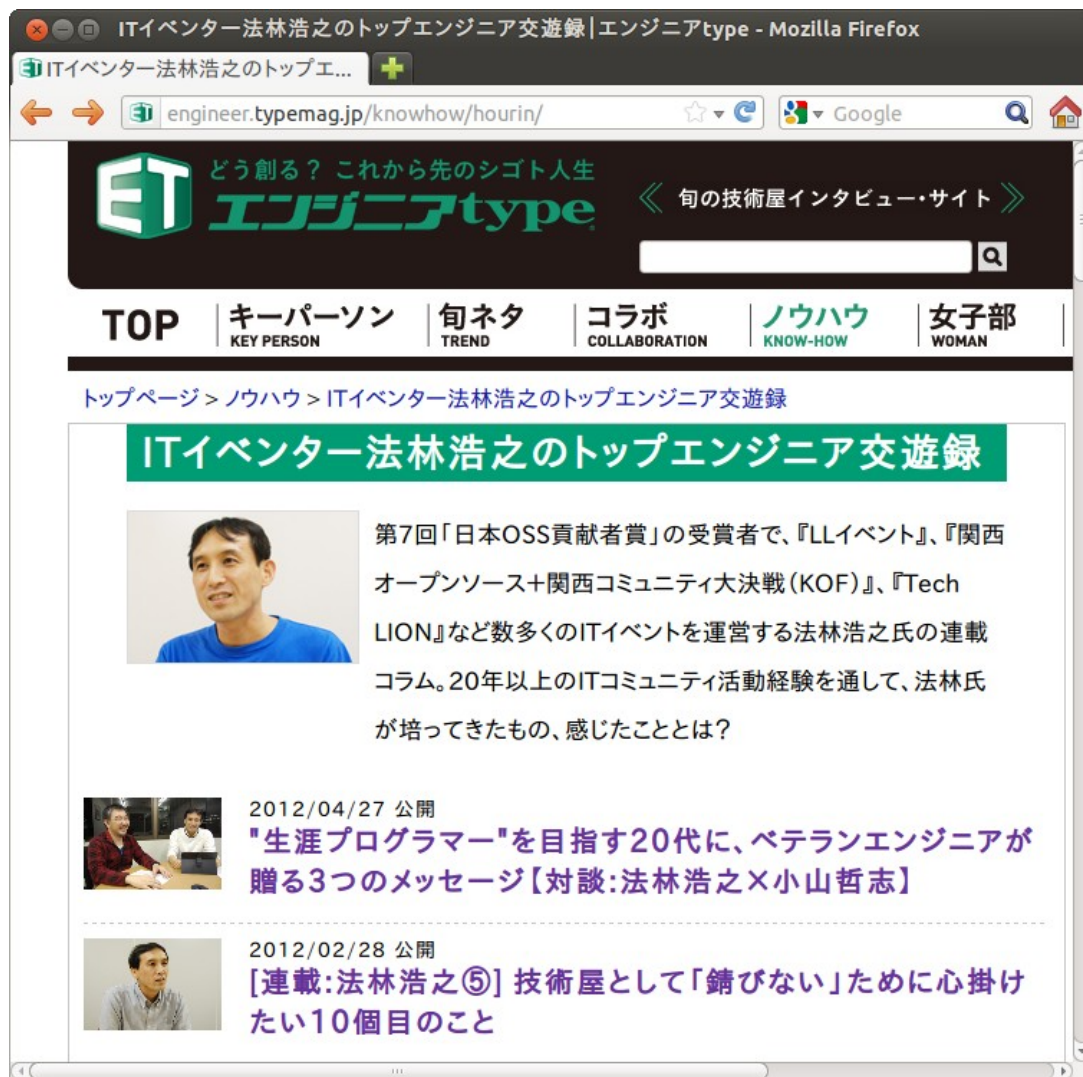 ITイベンター法林浩之のトップエンジニア交遊録|エンジニアtype - Mozilla Firefox
ITイベンター法林浩之のトップエ...
engineer.typemag.jp/knowhow/hourin/
Google
ET
どう創る? これから先のシゴト人生
エンジニアtype
《 旬の技術屋インタビュー・サイト 》
TOP
キーパーソン
KEY PERSON
旬ネタ
TREND
コラボ
COLLABORATION
ノウハウ
KNOW-HOW
女子部
WOMAN
トップページ > ノウハウ > ITイベンター法林浩之のトップエンジニア交遊録
ITイベンター法林浩之のトップエンジニア交遊録
第7回「日本OSS貢献者賞」の受賞者で、『LLイベント』、『関西
オープンソース+関西コミュニティ大決戦(KOF)』、『Tech
LION』など数多くのITイベントを運営する法林浩之氏の連載
コラム。20年以上のITコミュニティ活動経験を通して、法林氏
が培ってきたもの、感じたこととは?
2012/04/27 公開
"生涯プログラマー"を目指す20代に、ベテランエンジニアが
贈る3つのメッセージ【対談:法林浩之×小山哲志】
2012/02/28 公開
[連載:法林浩之⑤] 技術屋として「錆びない」ために心掛け
たい10個目のこと